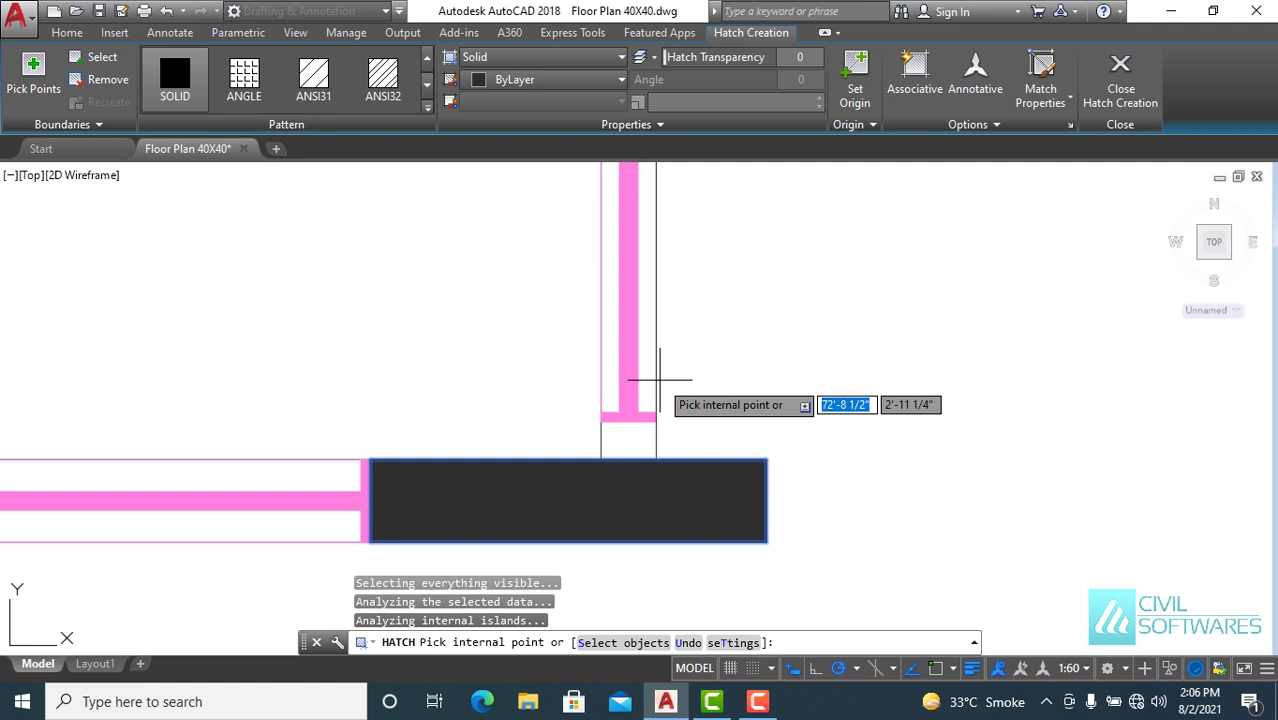 Drafting & Annotation
Autodesk AutoCAD 2018 Floor Plan 40X40.dwg
Type a keyword or phrase
Sign In
Home Insert Annotate Parametric View Manage Output Add-ins A360 Express Tools Featured Apps Hatch Creation
Pick Points
Select
Remove
Recreate
SOLID ANGLE ANSI31 ANSI32
Solid
ByLayer
Hatch Transparency 0
Angle 0
Set Origin
Associative
Annotative
Match Properties
Close Hatch Creation
Boundaries Pattern Properties Origin Options Close
Start Floor Plan 40X40*
[−][Top][2D Wireframe]
N
W TOP E
S
Unnamed
Pick internal point or 72'-8 1/2" 2'-11 1/4"
Y
X
Selecting everything visible...
Analyzing the selected data...
Analyzing internal islands...
HATCH Pick internal point or [Select objects Undo seTtings]:
CIVIL
SOFTWARES
Model Layout1
MODEL 1:60
Type here to search
33°C Smoke
2:06 PM
8/2/2021
1